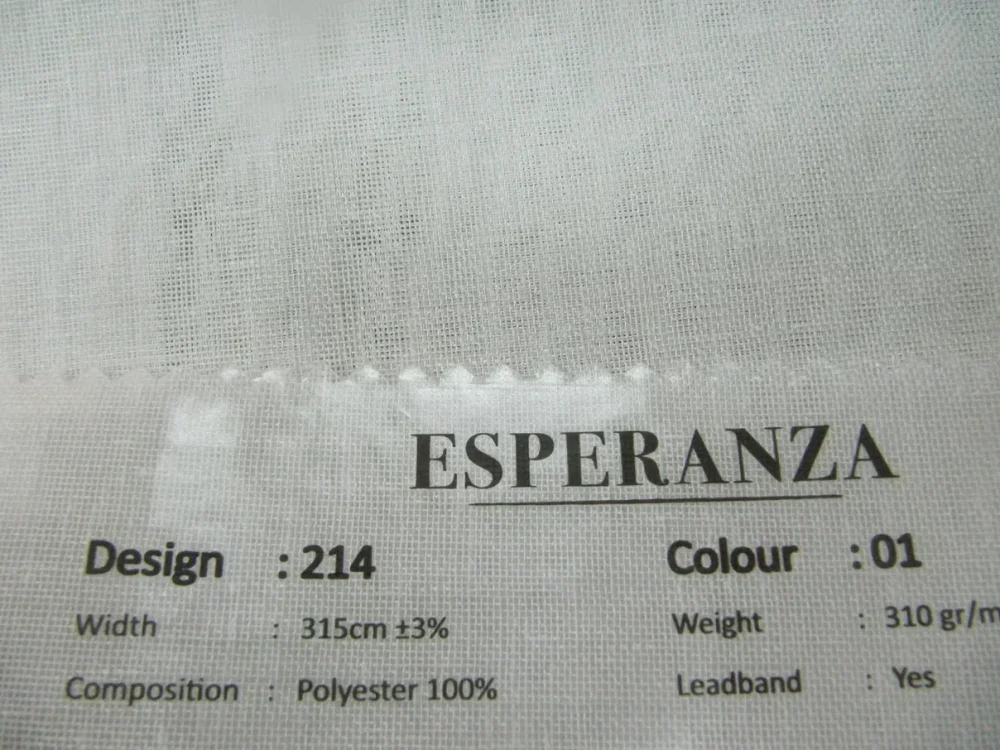 ESPERANZA
Design : 214 Colour : 01
Width : 315cm ±3% Weight : 310 gr/m
Composition : Polyester 100% Leadband : Yes